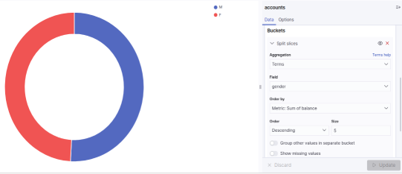 M
F
accounts
Data Options
Buckets
Split slices
Aggregation Terms help
Terms
Field
gender
Order by
Metric: Sum of balance
Order Size
Descending 5
Group other values in separate bucket
Show missing values
Discard Update